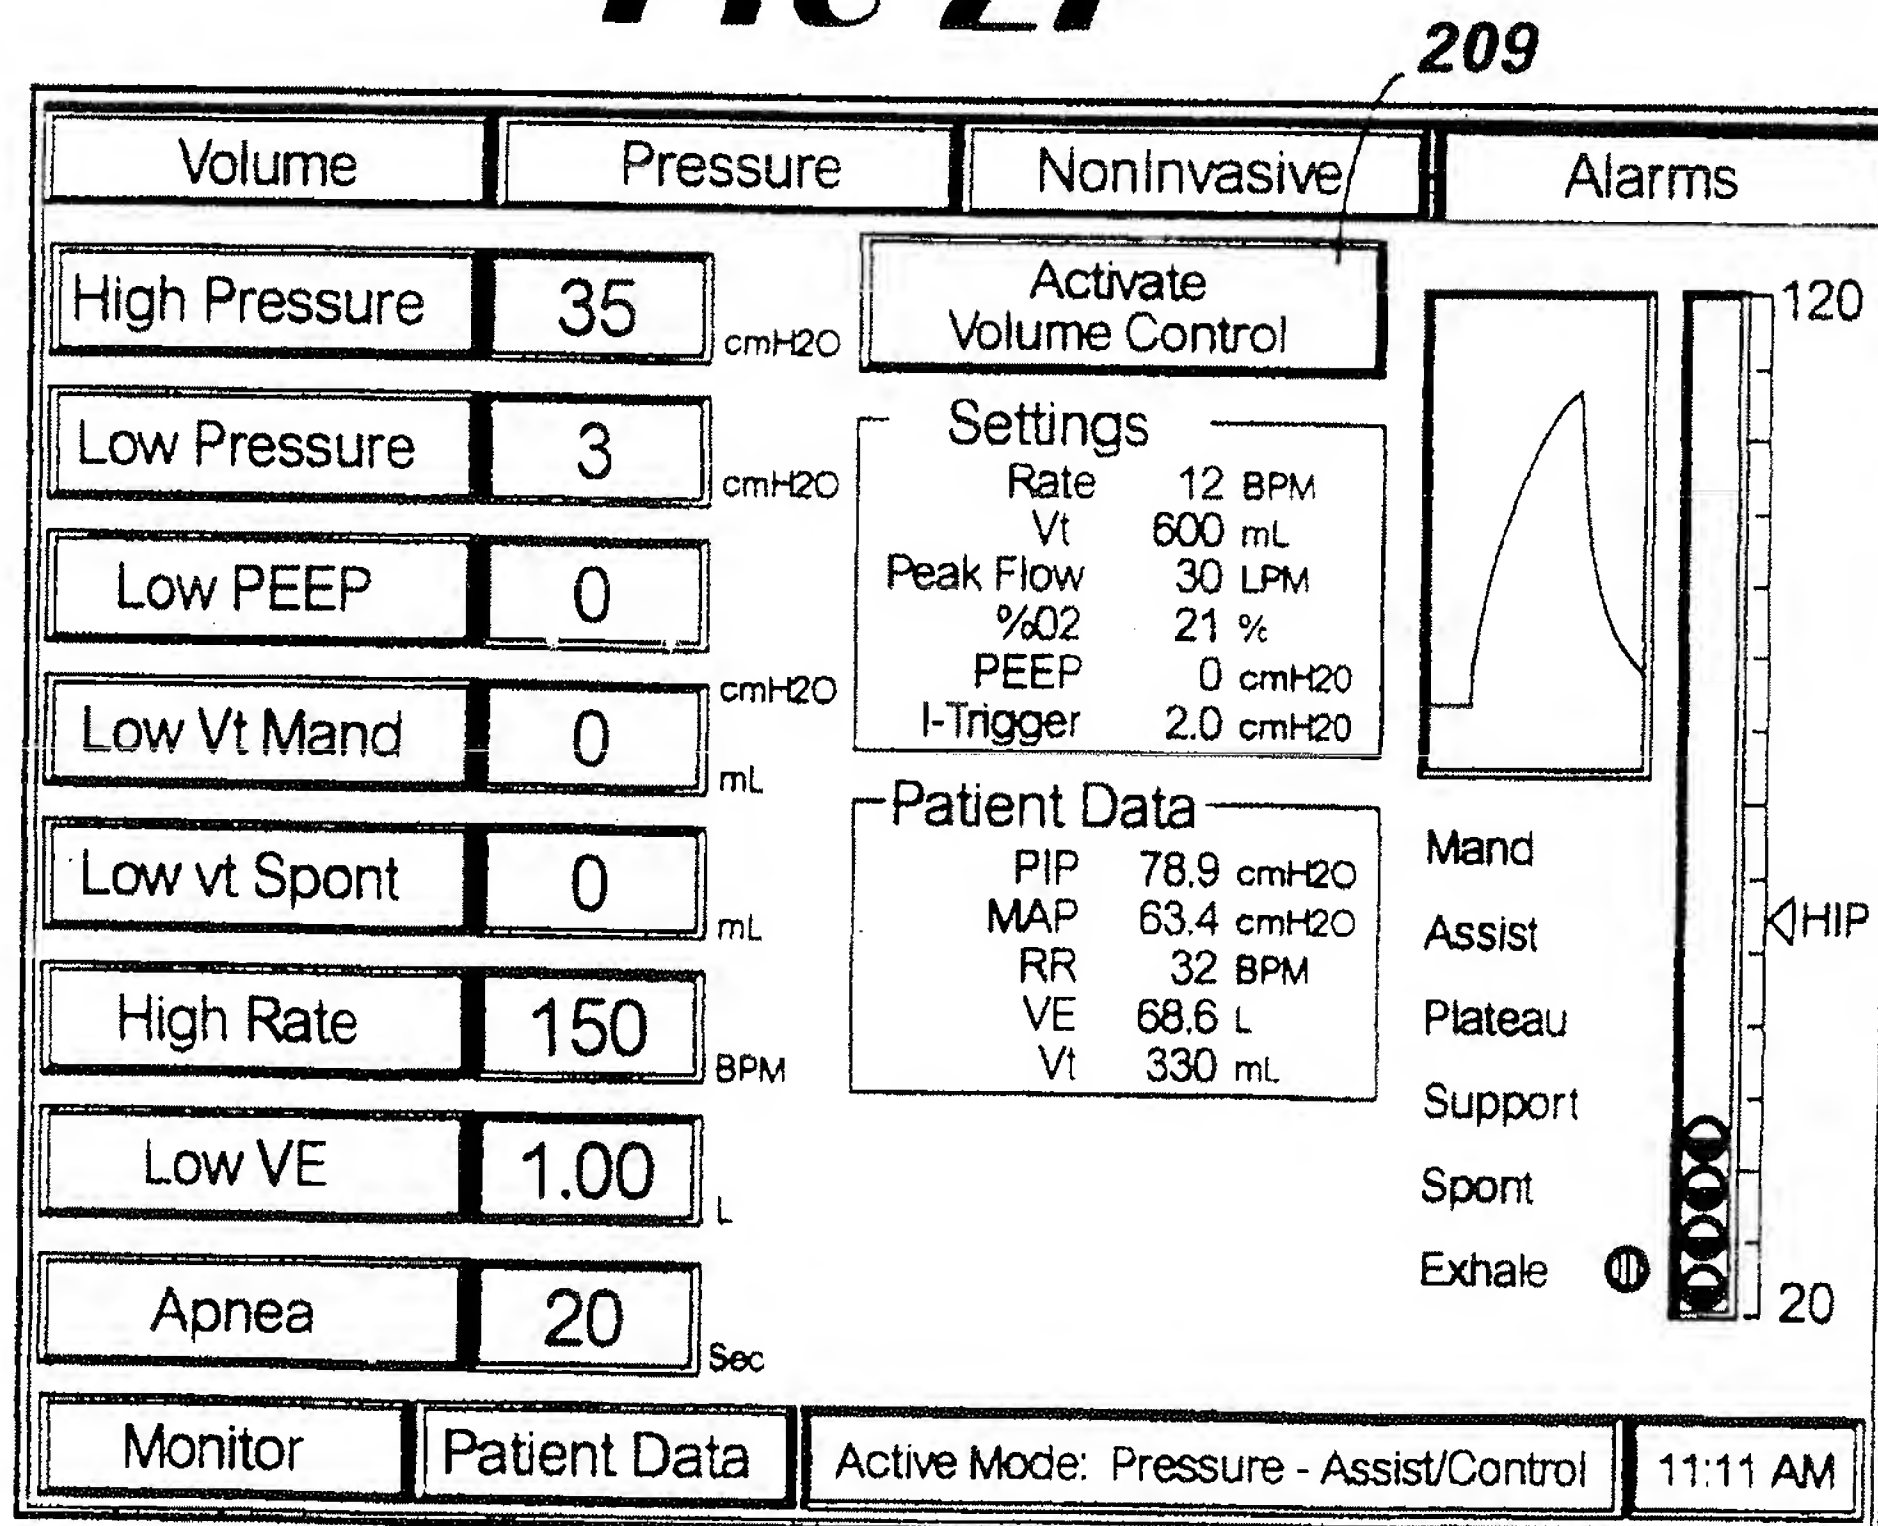 209
Volume Pressure NonInvasive Alarms
High Pressure 35 cmH2O
Low Pressure 3 cmH2O
Low PEEP 0 cmH2O
Low Vt Mand 0 mL
Low vt Spont 0 mL
High Rate 150 BPM
Low VE 1.00 L
Apnea 20 Sec
Activate
Volume Control
Settings
Rate 12 BPM
Vt 600 mL
Peak Flow 30 LPM
%02 21 %
PEEP 0 cmH20
I-Trigger 2.0 cmH20
Patient Data
PIP 78.9 cmH2O
MAP 63.4 cmH2O
RR 32 BPM
VE 68.6 L
Vt 330 mL
Mand
Assist
Plateau
Support
Spont
Exhale
120
HIP
20
Monitor Patient Data Active Mode: Pressure - Assist/Control 11:11 AM